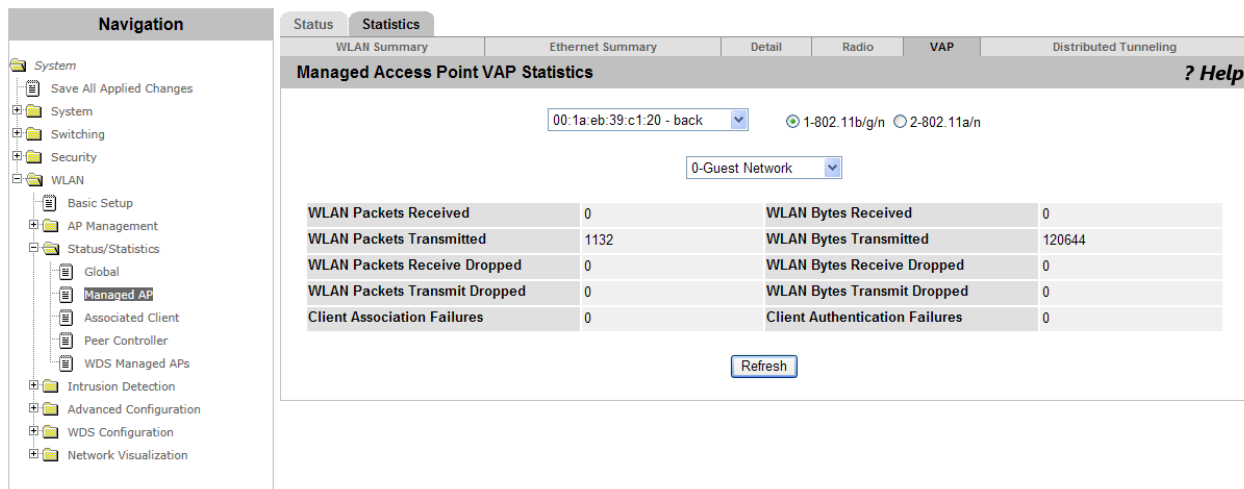 Navigation
System
Save All Applied Changes
System
Switching
Security
WLAN
Basic Setup
AP Management
Status/Statistics
Global
Managed AP
Associated Client
Peer Controller
WDS Managed APs
Intrusion Detection
Advanced Configuration
WDS Configuration
Network Visualization
Status Statistics
WLAN Summary Ethernet Summary Detail Radio VAP Distributed Tunneling
Managed Access Point VAP Statistics ? Help
00:1a:eb:39:c1:20 - back 1-802.11b/g/n 2-802.11a/n
0-Guest Network
WLAN Packets Received 0 WLAN Bytes Received 0
WLAN Packets Transmitted 1132 WLAN Bytes Transmitted 120644
WLAN Packets Receive Dropped 0 WLAN Bytes Receive Dropped 0
WLAN Packets Transmit Dropped 0 WLAN Bytes Transmit Dropped 0
Client Association Failures 0 Client Authentication Failures 0
Refresh